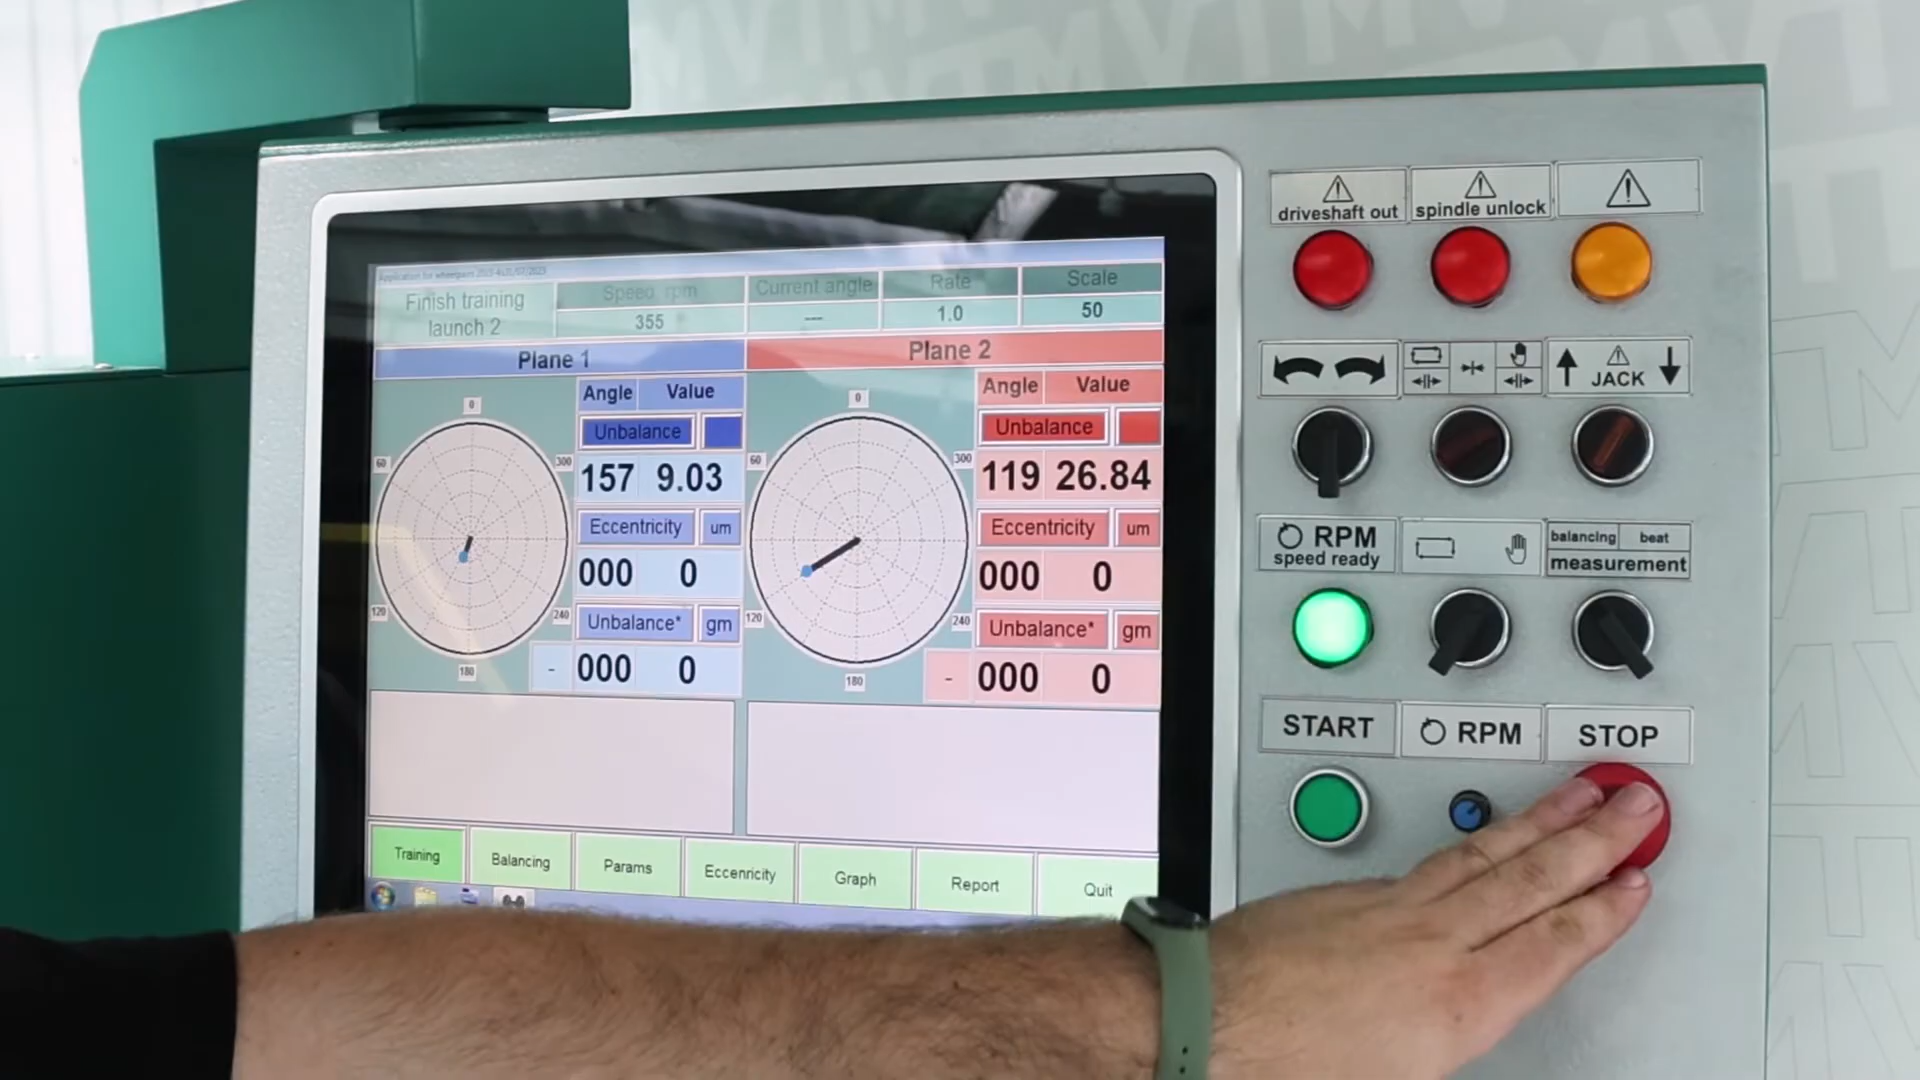 Application for wheelpairs
Finish training
launch 2
Speed, rpm
355
Current angle
---
Rate
1.0
Scale
50
Plane 1
Plane 2
Angle Value
Unbalance
157 9.03
Eccentricity um
000 0
Unbalance* gm
- 000 0
0
60
300
120
240
180
Angle Value
Unbalance
119 26.84
Eccentricity um
000 0
Unbalance* gm
- 000 0
0
60
300
120
240
180
Training
Balancing
Params
Eccenricity
Graph
Report
Quit
driveshaft out
spindle unlock
JACK
RPM
speed ready
balancing beat
measurement
START
RPM
STOP